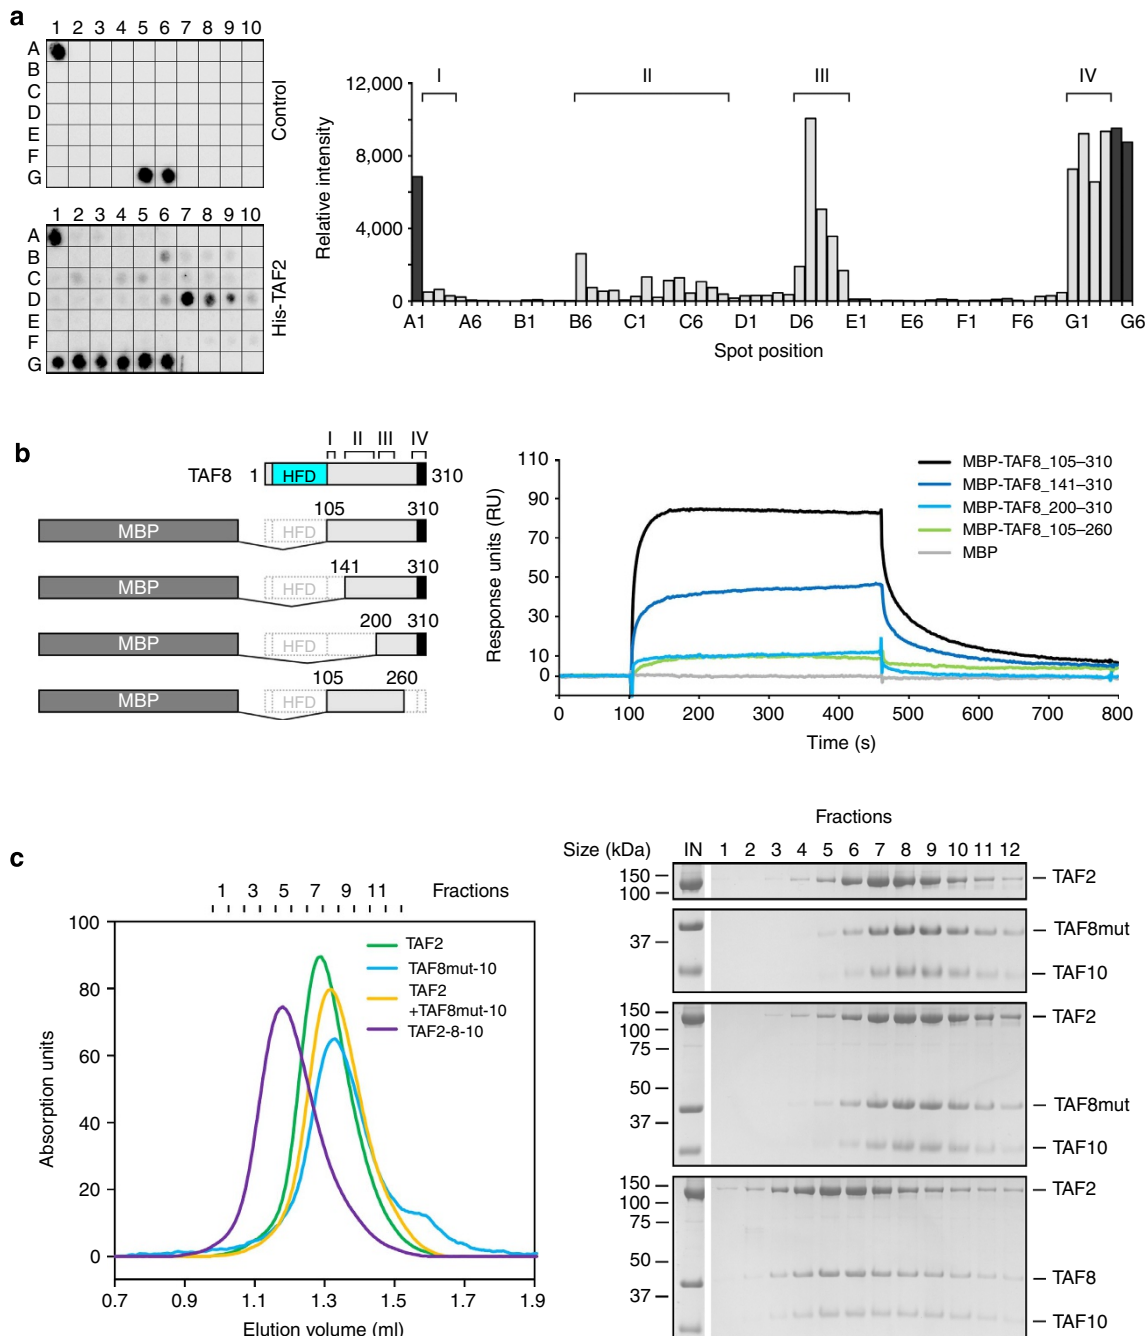 a
1 2 3 4 5 6 7 8 9 10
A
B
C
D
E
F
G
Control
1 2 3 4 5 6 7 8 9 10
A
B
C
D
E
F
G
His-TAF2
I II III IV
12,000
8,000
4,000
0
Relative intensity
A1 A6 B1 B6 C1 C6 D1 D6 E1 E6 F1 F6 G1 G6
Spot position
b
I II III IV
TAF8 1 HFD 310
105 310
MBP HFD
141 310
MBP HFD
200 310
MBP HFD
105 260
MBP HFD
110
90
70
50
30
10
0
Response units (RU)
MBP-TAF8_105–310
MBP-TAF8_141–310
MBP-TAF8_200–310
MBP-TAF8_105–260
MBP
0 100 200 300 400 500 600 700 800
Time (s)
c
1 3 5 7 9 11 Fractions
100
80
60
40
20
0
Absorption units
TAF2
TAF8mut-10
TAF2
+TAF8mut-10
TAF2-8-10
0.7 0.9 1.1 1.3 1.5 1.7 1.9
Elution volume (ml)
Fractions
Size (kDa) IN 1 2 3 4 5 6 7 8 9 10 11 12
150
100
TAF2
37
TAF8mut
TAF10
150
100
75
50
37
TAF2
TAF8mut
TAF10
150
100
75
50
37
TAF2
TAF8
TAF10